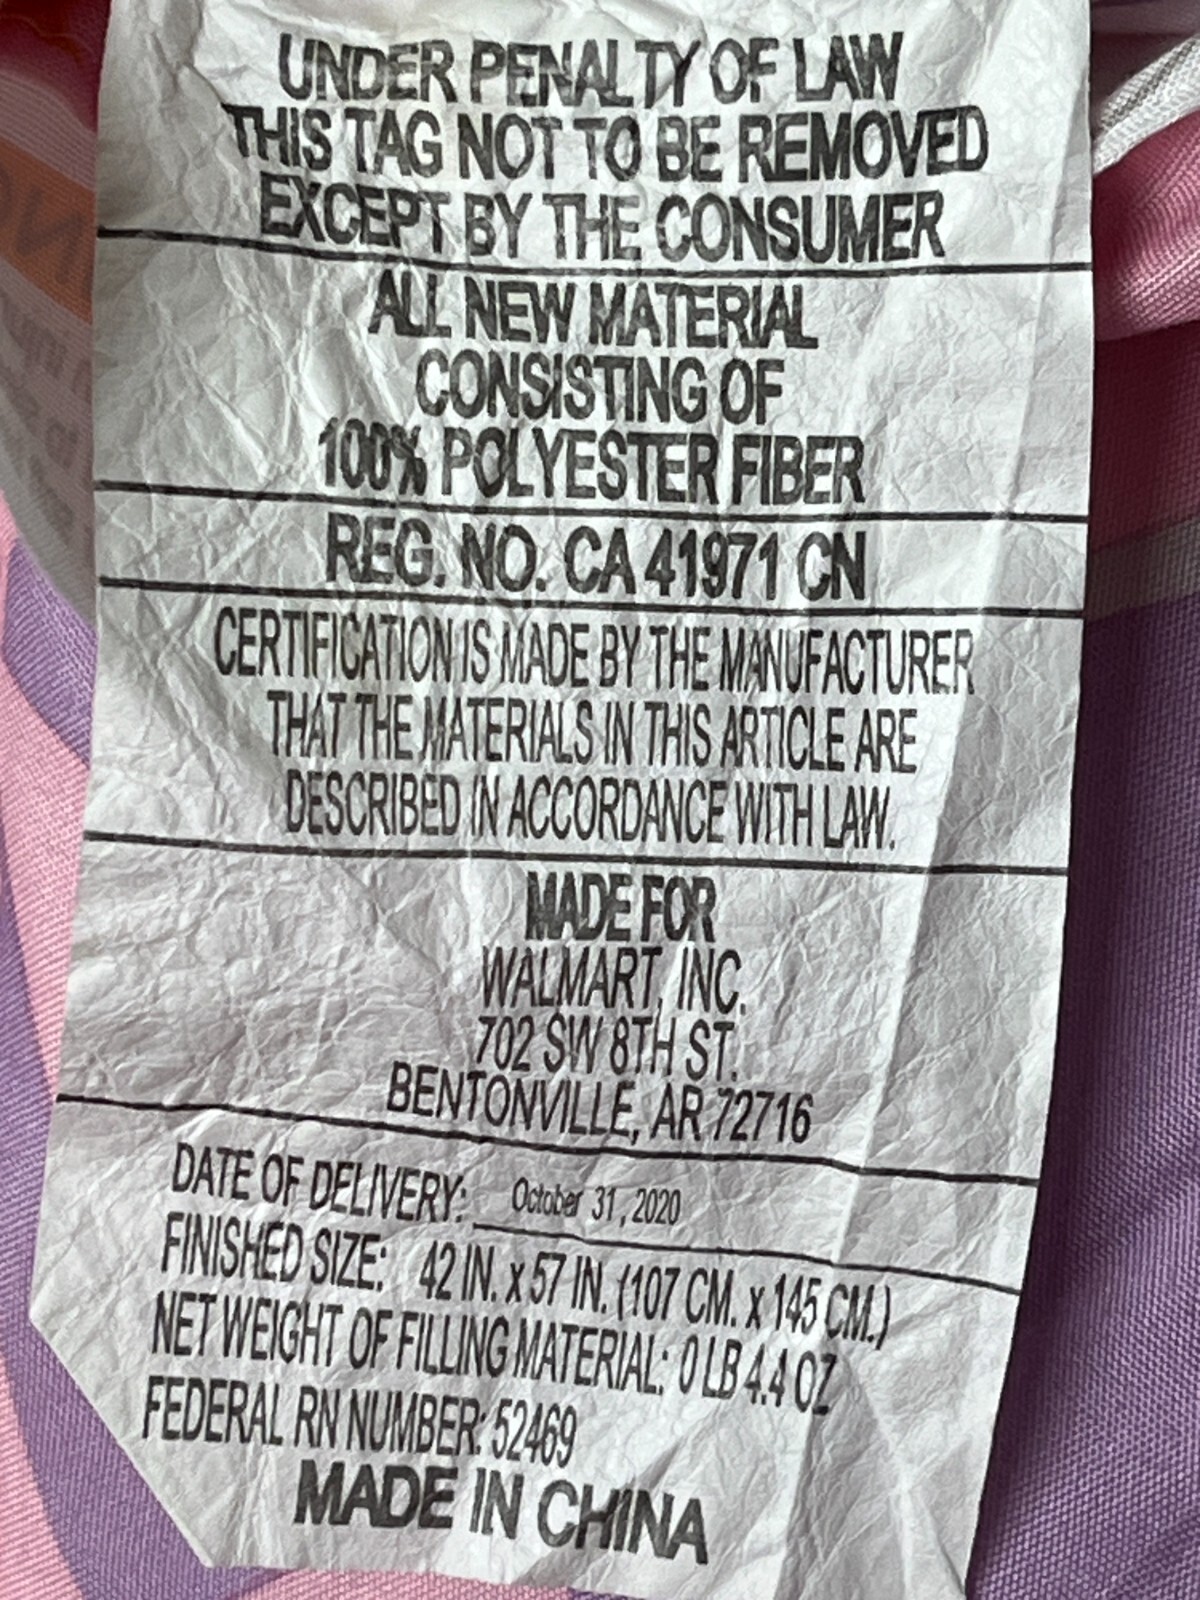 UNDER PENALTY OF LAW
THIS TAG NOT TO BE REMOVED
EXCEPT BY THE CONSUMER
ALL NEW MATERIAL
CONSISTING OF
100% POLYESTER FIBER
REG. NO. CA 41971 CN
CERTIFICATION IS MADE BY THE MANUFACTURER
THAT THE MATERIALS IN THIS ARTICLE ARE
DESCRIBED IN ACCORDANCE WITH LAW.
MADE FOR
WALMART, INC.
702 SW 8TH ST.
BENTONVILLE, AR 72716
DATE OF DELIVERY: October 31, 2020
FINISHED SIZE: 42 IN. x 57 IN. (107 CM. x 145 CM.)
NET WEIGHT OF FILLING MATERIAL: 0 LB 4.4 OZ
FEDERAL RN NUMBER: 52469
MADE IN CHINA